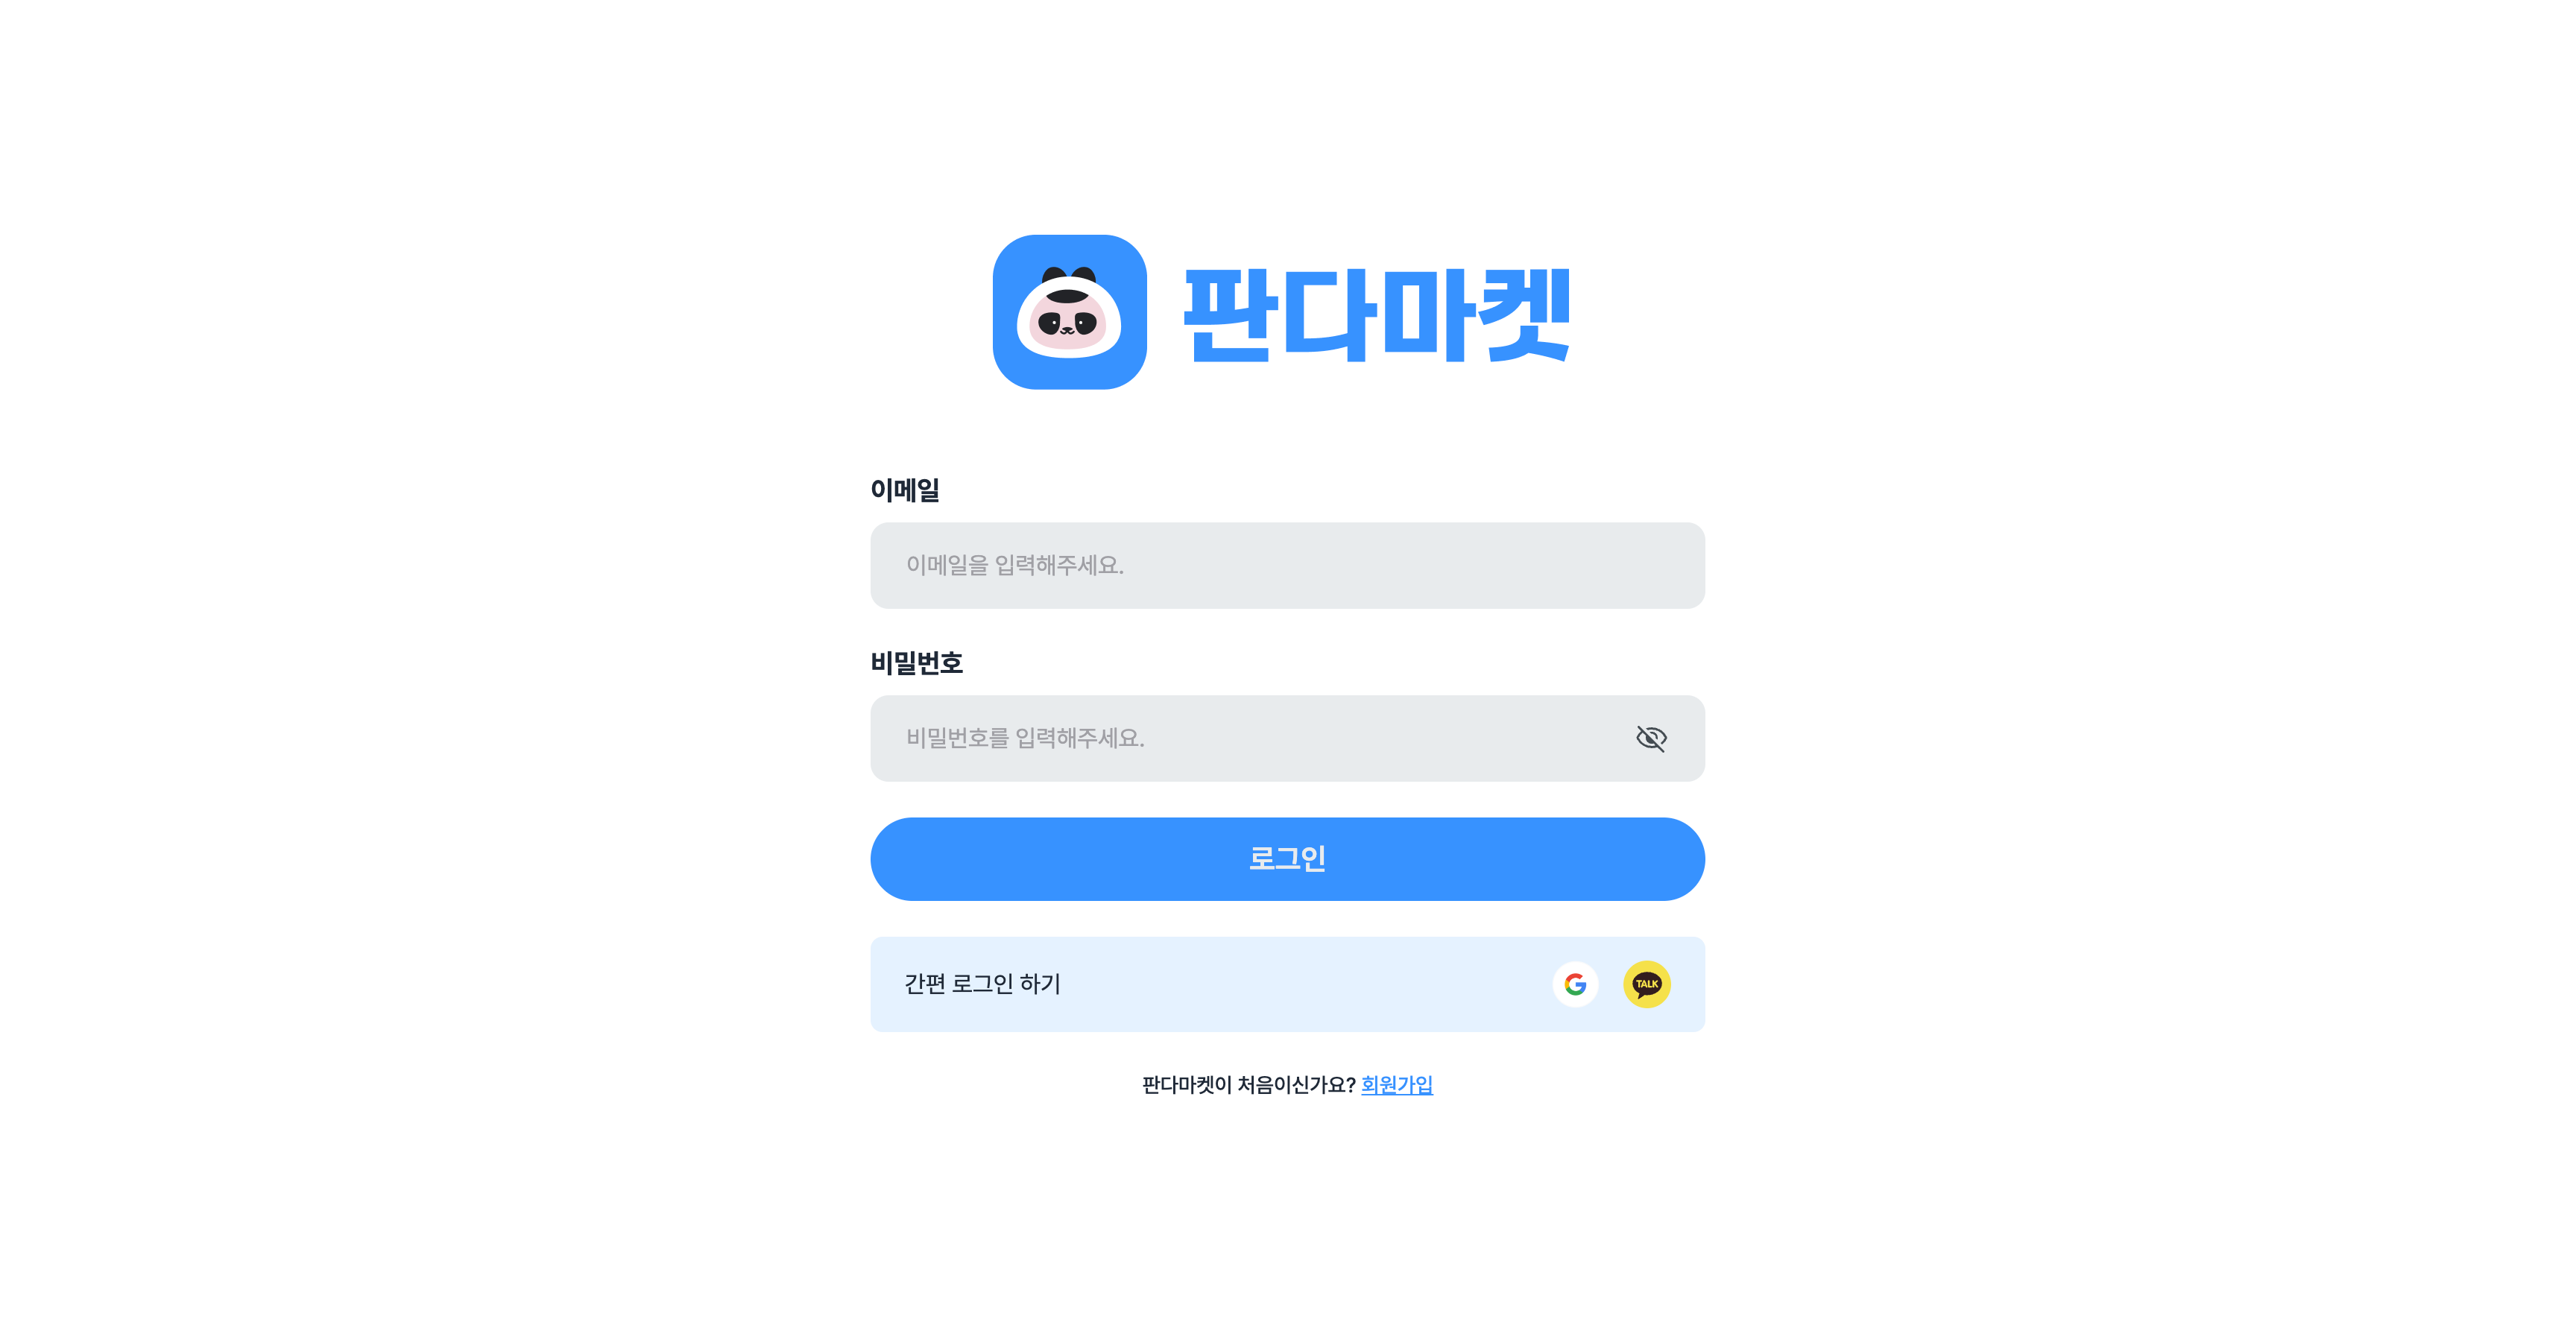 판다마켓
이메일
이메일을 입력해주세요.
비밀번호
비밀번호를 입력해주세요.
로그인
간편 로그인 하기
G
TALK
판다마켓이 처음이신가요? 회원가입